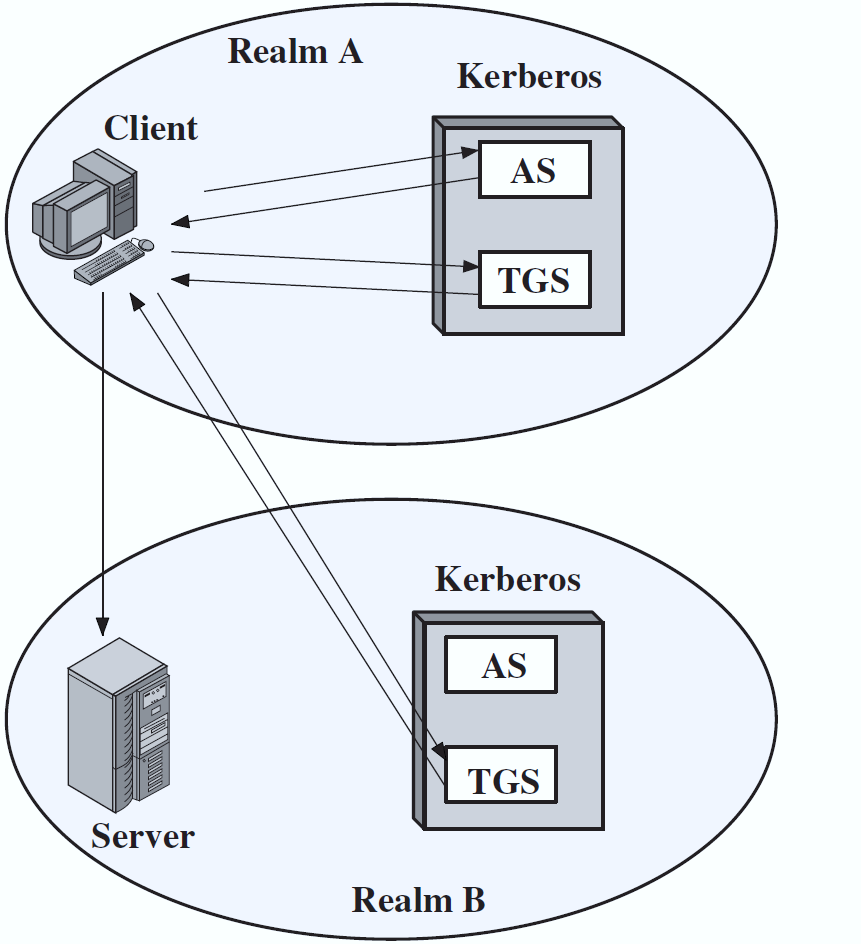 Realm A
Kerberos
Client
AS
TGS
Kerberos
AS
TGS
Server
Realm B